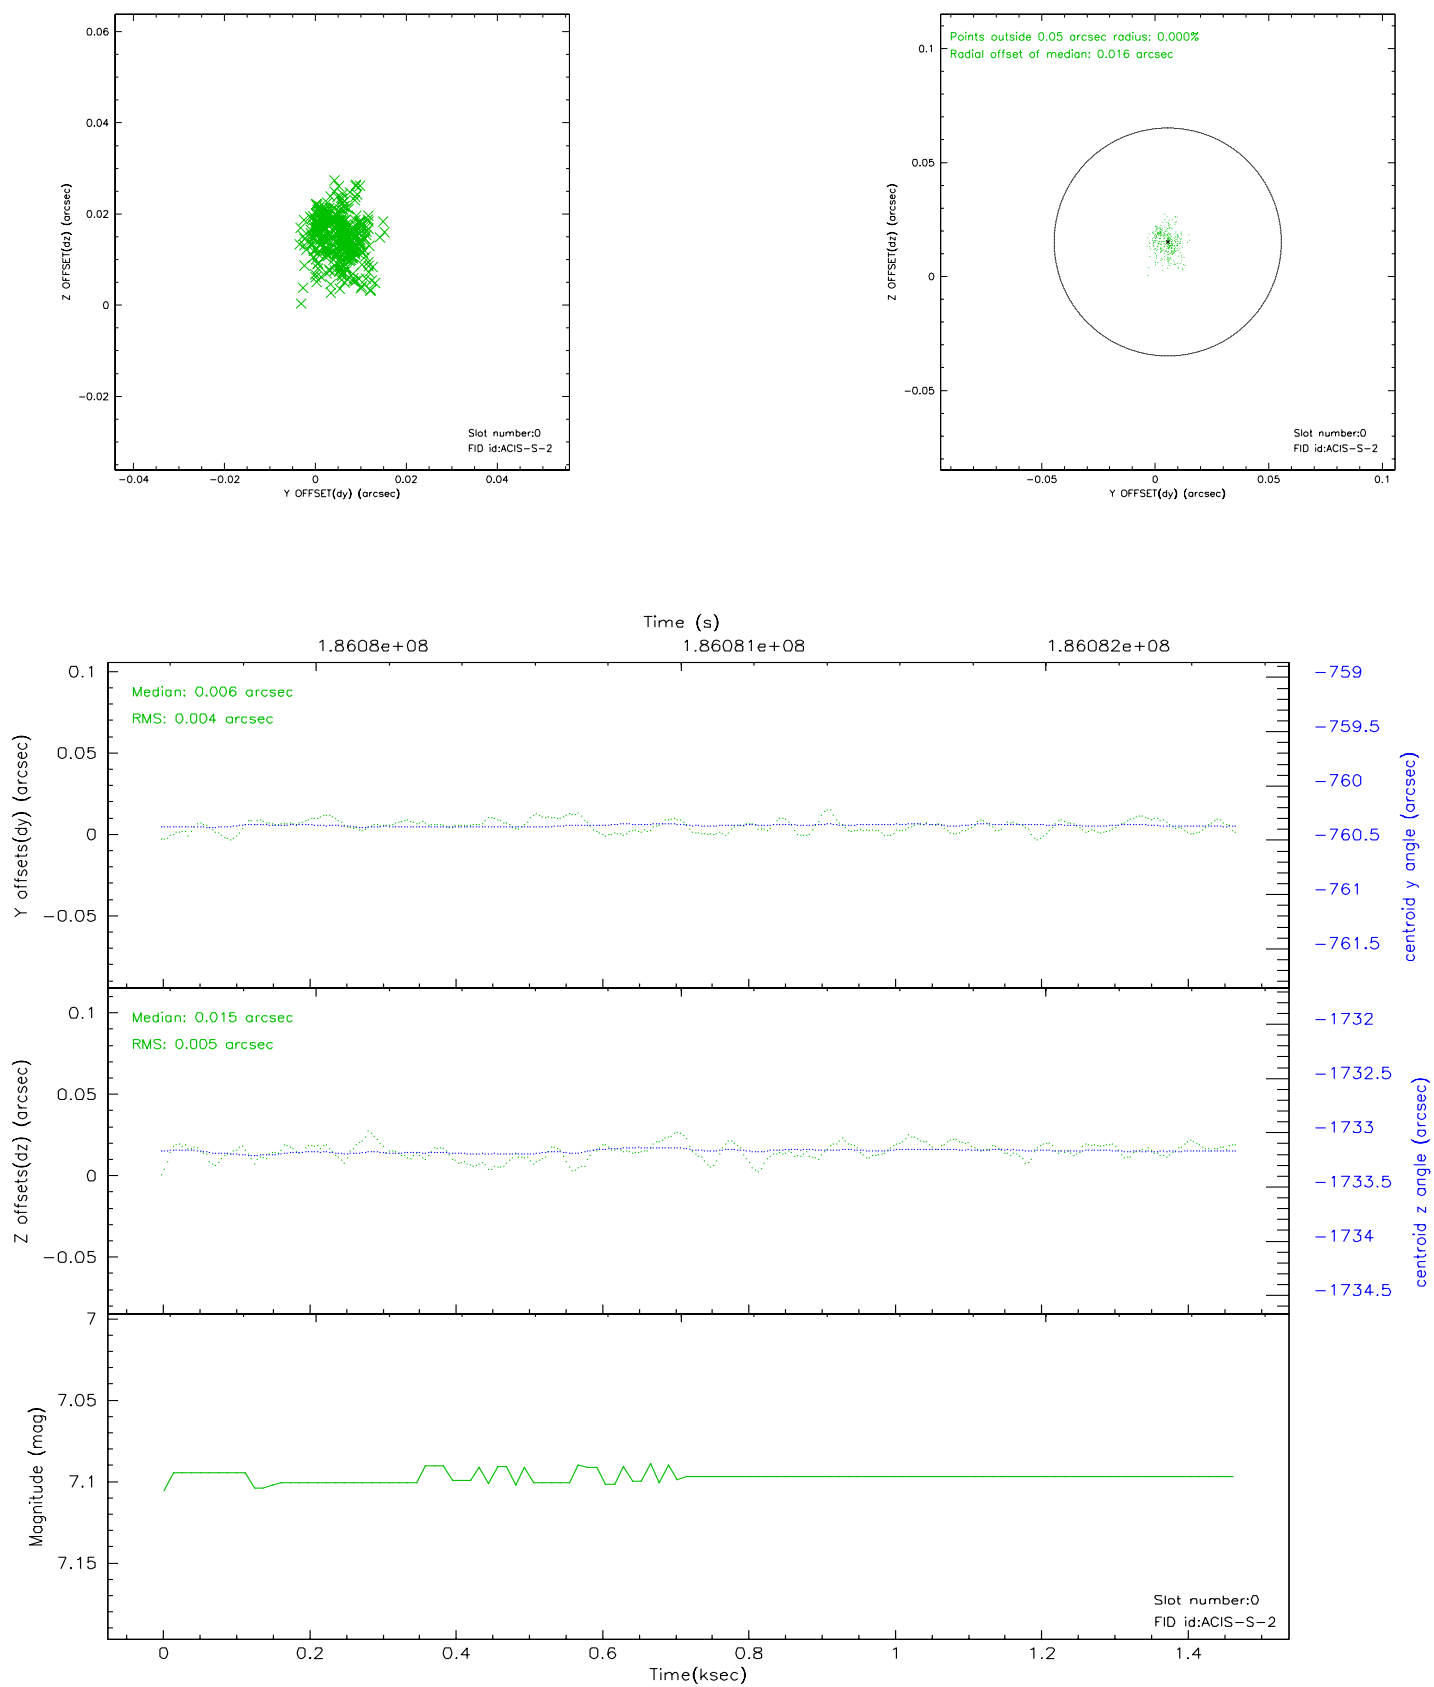 0.06
0.04
0.02
0
-0.02
Z OFFSET(dz) (arcsec)
Slot number:0
FID id:ACIS-S-2
-0.04 -0.02 0 0.02 0.04
Y OFFSET(dy) (arcsec)
Points outside 0.05 arcsec radius: 0.000%
Radial offset of median: 0.016 arcsec
0.1
0.05
0
-0.05
Z OFFSET(dz) (arcsec)
Slot number:0
FID id:ACIS-S-2
-0.05 0 0.05 0.1
Y OFFSET(dy) (arcsec)
Time (s)
1.8608e+08 1.86081e+08 1.86082e+08
Median: 0.006 arcsec
RMS: 0.004 arcsec
0.1
0.05
0
-0.05
Y offsets(dy) (arcsec)
-759
-759.5
-760
-760.5
-761
-761.5
centroid y angle (arcsec)
Median: 0.015 arcsec
RMS: 0.005 arcsec
0.1
0.05
0
-0.05
Z offsets(dz) (arcsec)
-1732
-1732.5
-1733
-1733.5
-1734
-1734.5
centroid z angle (arcsec)
7
7.05
7.1
7.15
Magnitude (mag)
Slot number:0
FID id:ACIS-S-2
0 0.2 0.4 0.6 0.8 1 1.2 1.4
Time(ksec)